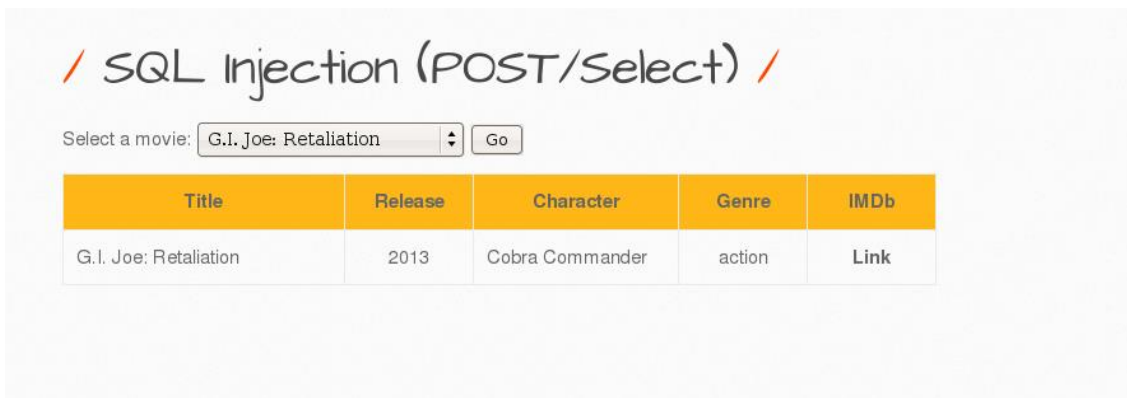 / SQL Injection (POST/Select) /
Select a movie: G.I. Joe: Retaliation Go
Title Release Character Genre IMDb
G.I. Joe: Retaliation 2013 Cobra Commander action Link